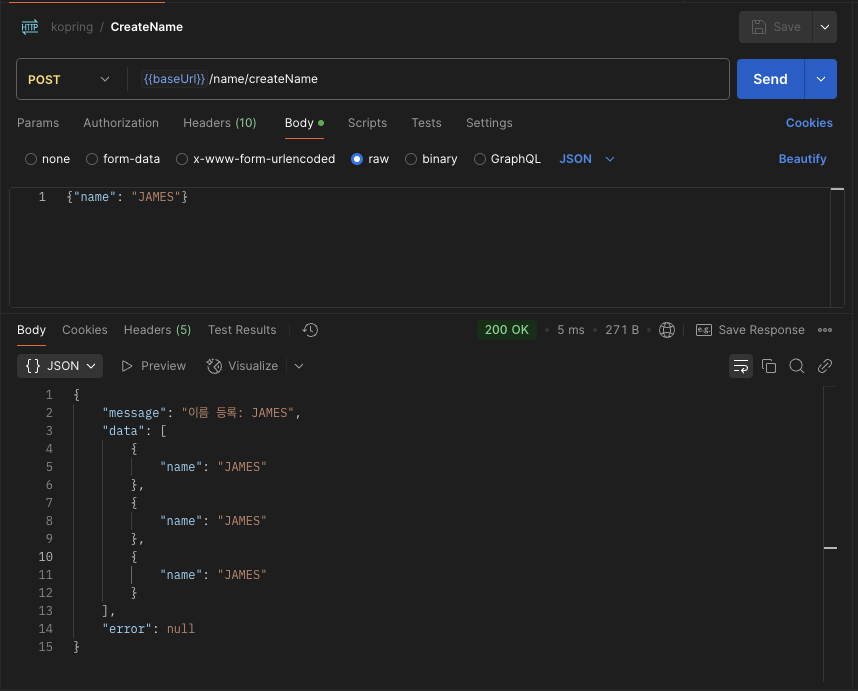 HTTP kopring / CreateName Save
POST {{baseUrl}} /name/createName Send
Params Authorization Headers (10) Body Scripts Tests Settings Cookies
none form-data x-www-form-urlencoded raw binary GraphQL JSON Beautify
1 {"name": "JAMES"}
Body Cookies Headers (5) Test Results 200 OK 5 ms 271 B e.g. Save Response
{} JSON Preview Visualize
1 {
2 "message": "이름 등록: JAMES",
3 "data": [
4 {
5 "name": "JAMES"
6 },
7 {
8 "name": "JAMES"
9 },
10 {
11 "name": "JAMES"
12 }
13 ],
14 "error": null
15 }